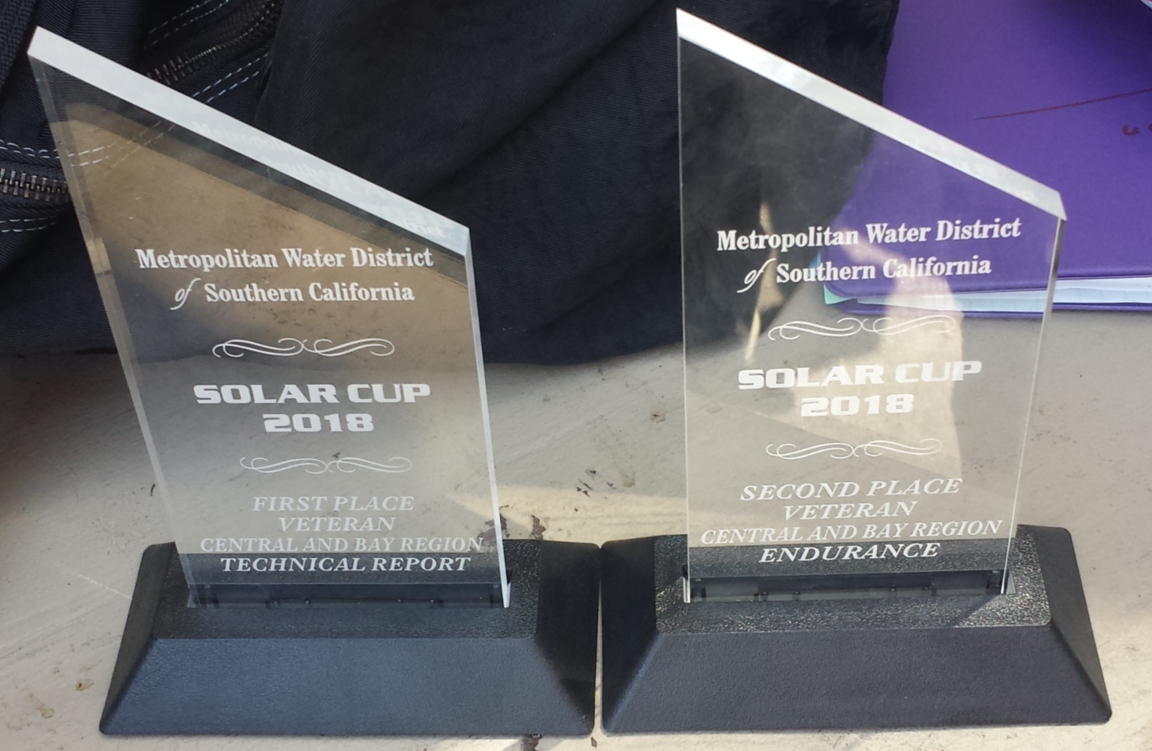 Metropolitan Water District
of Southern California
SOLAR CUP
2018
FIRST PLACE
VETERAN
CENTRAL AND BAY REGION
TECHNICAL REPORT
Metropolitan Water District
of Southern California
SOLAR CUP
2018
SECOND PLACE
VETERAN
CENTRAL AND BAY REGION
ENDURANCE